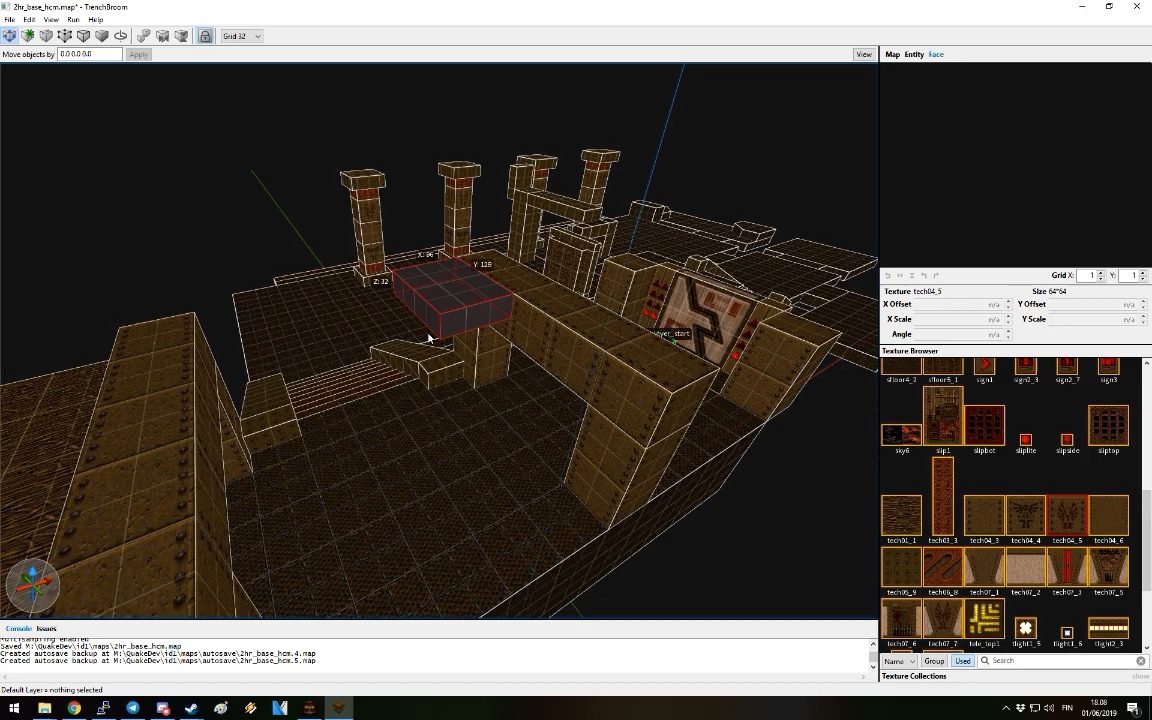 2hr_base_hcm.map* - TrenchBroom
File Edit View Run Help
Grid 32
Move objects by 0.0 0.0 0.0 Apply View
Map Entity Face
X: 96
Y: 128
Z: 32
Grid X: 1 Y: 1
Texture tech04_5 Size 64*64
X Offset n/a Y Offset n/a
X Scale n/a Y Scale n/a
Angle n/a
Texture Browser
sfloor4_2 sfloor5_1 sign1 sign2_3 sign2_7 sign3
sky6 slip1 slipbot sliplite slipside sliptop
tech01_1 tech03_3 tech04_3 tech04_4 tech04_5 tech04_6
tech05_9 tech06_8 tech07_1 tech07_2 tech07_3 tech07_5
tech07_6 tech07_7 tele_top1 tlight1_5 tlight1_6 tlight2_3
Name Group Used Search
Texture Collections show
Console Issues
Multisampling enabled
Saved M:\QuakeDev\id1\maps\2hr_base_hcm.map
Created autosave backup at M:\QuakeDev\id1\maps\autosave\2hr_base_hcm.4.map
Created autosave backup at M:\QuakeDev\id1\maps\autosave\2hr_base_hcm.5.map
Default Layer » nothing selected
FIN
18.08
01/06/2019